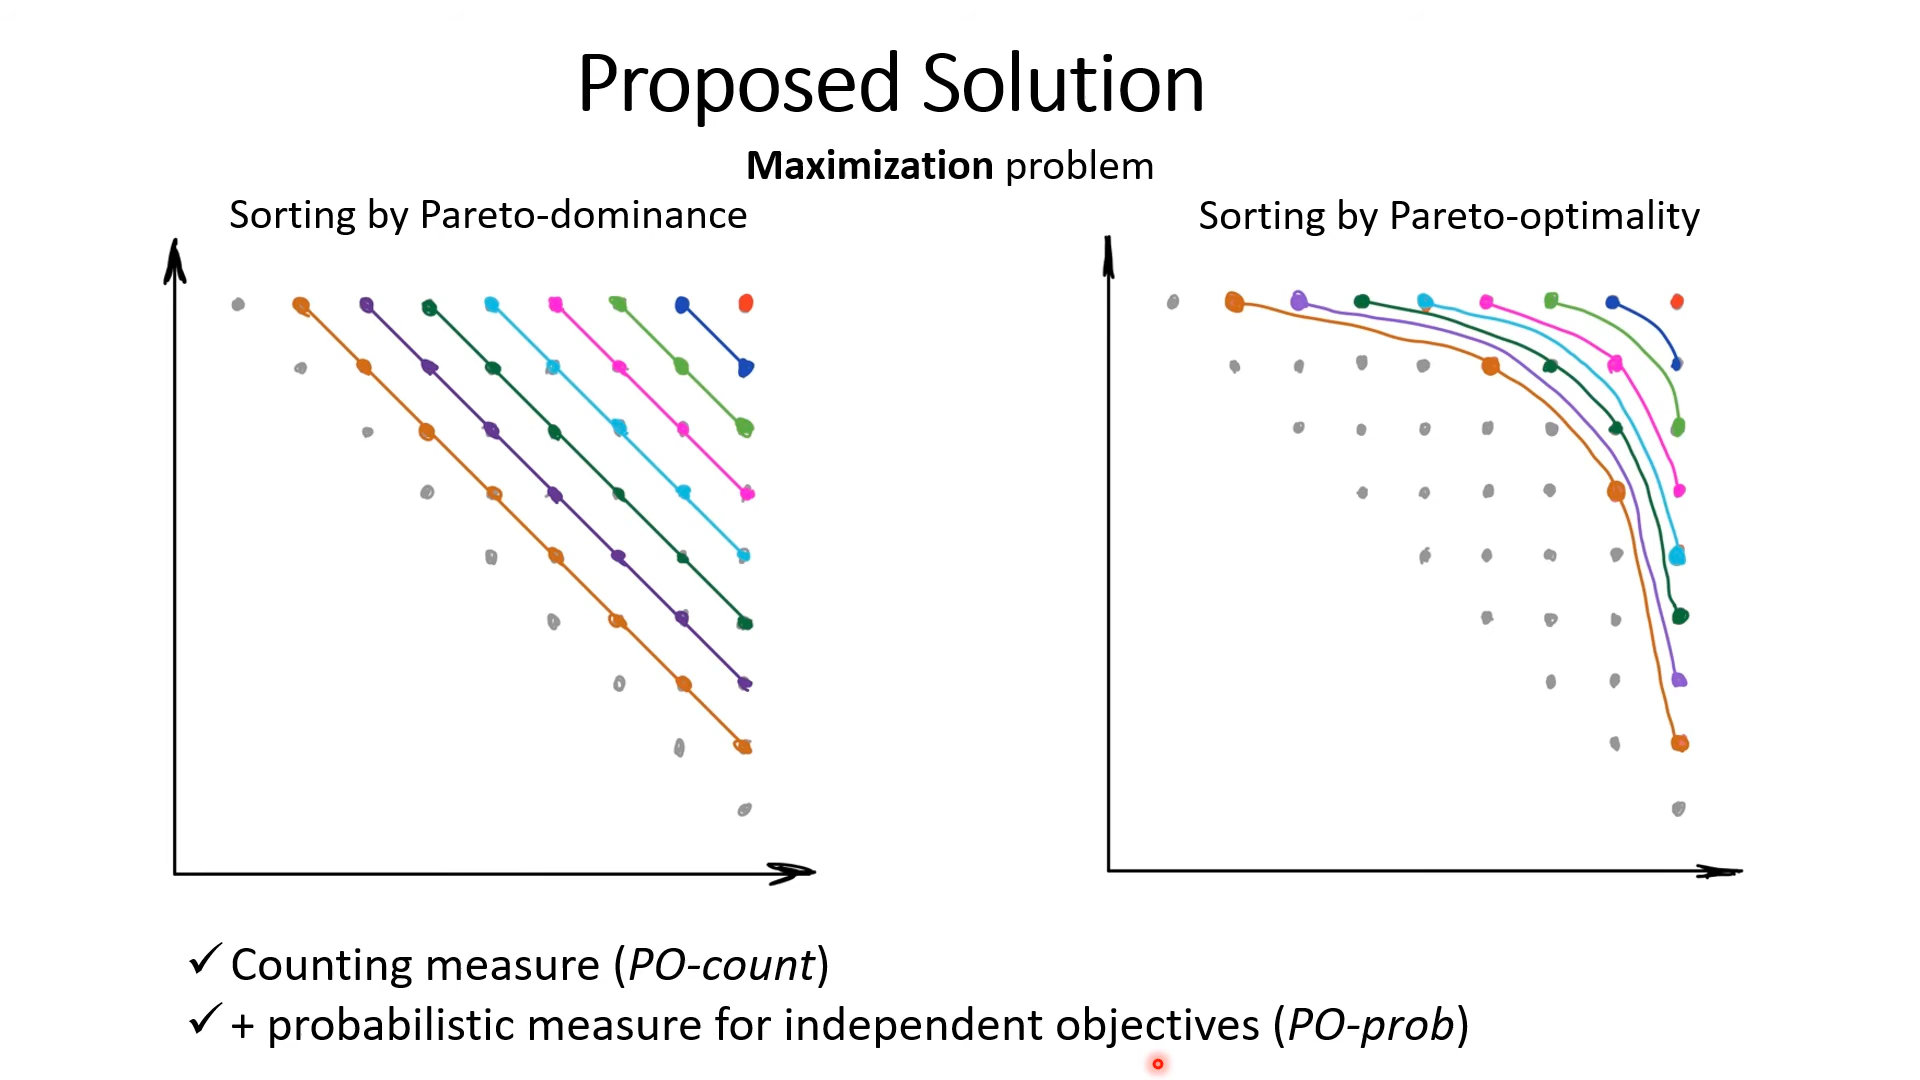 Proposed Solution
Maximization problem
Sorting by Pareto-dominance
Sorting by Pareto-optimality
✓ Counting measure (PO-count)
✓ + probabilistic measure for independent objectives (PO-prob)